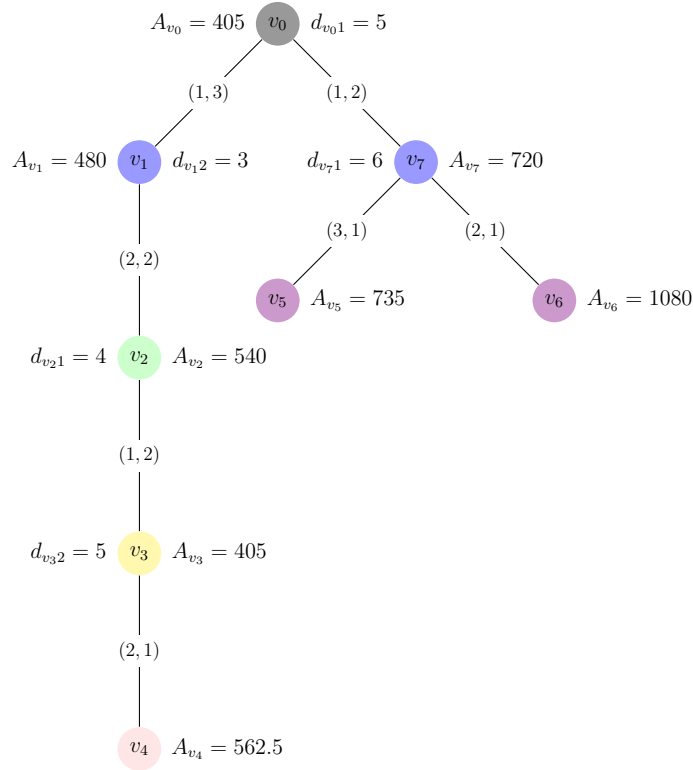 A_{v_0} = 405 v_0 d_{v_0 1} = 5
(1, 3) (1, 2)
A_{v_1} = 480 v_1 d_{v_1 2} = 3 d_{v_7 1} = 6 v_7 A_{v_7} = 720
(2, 2) (3, 1) (2, 1)
v_5 A_{v_5} = 735 v_6 A_{v_6} = 1080
d_{v_2 1} = 4 v_2 A_{v_2} = 540
(1, 2)
d_{v_3 2} = 5 v_3 A_{v_3} = 405
(2, 1)
v_4 A_{v_4} = 562.5